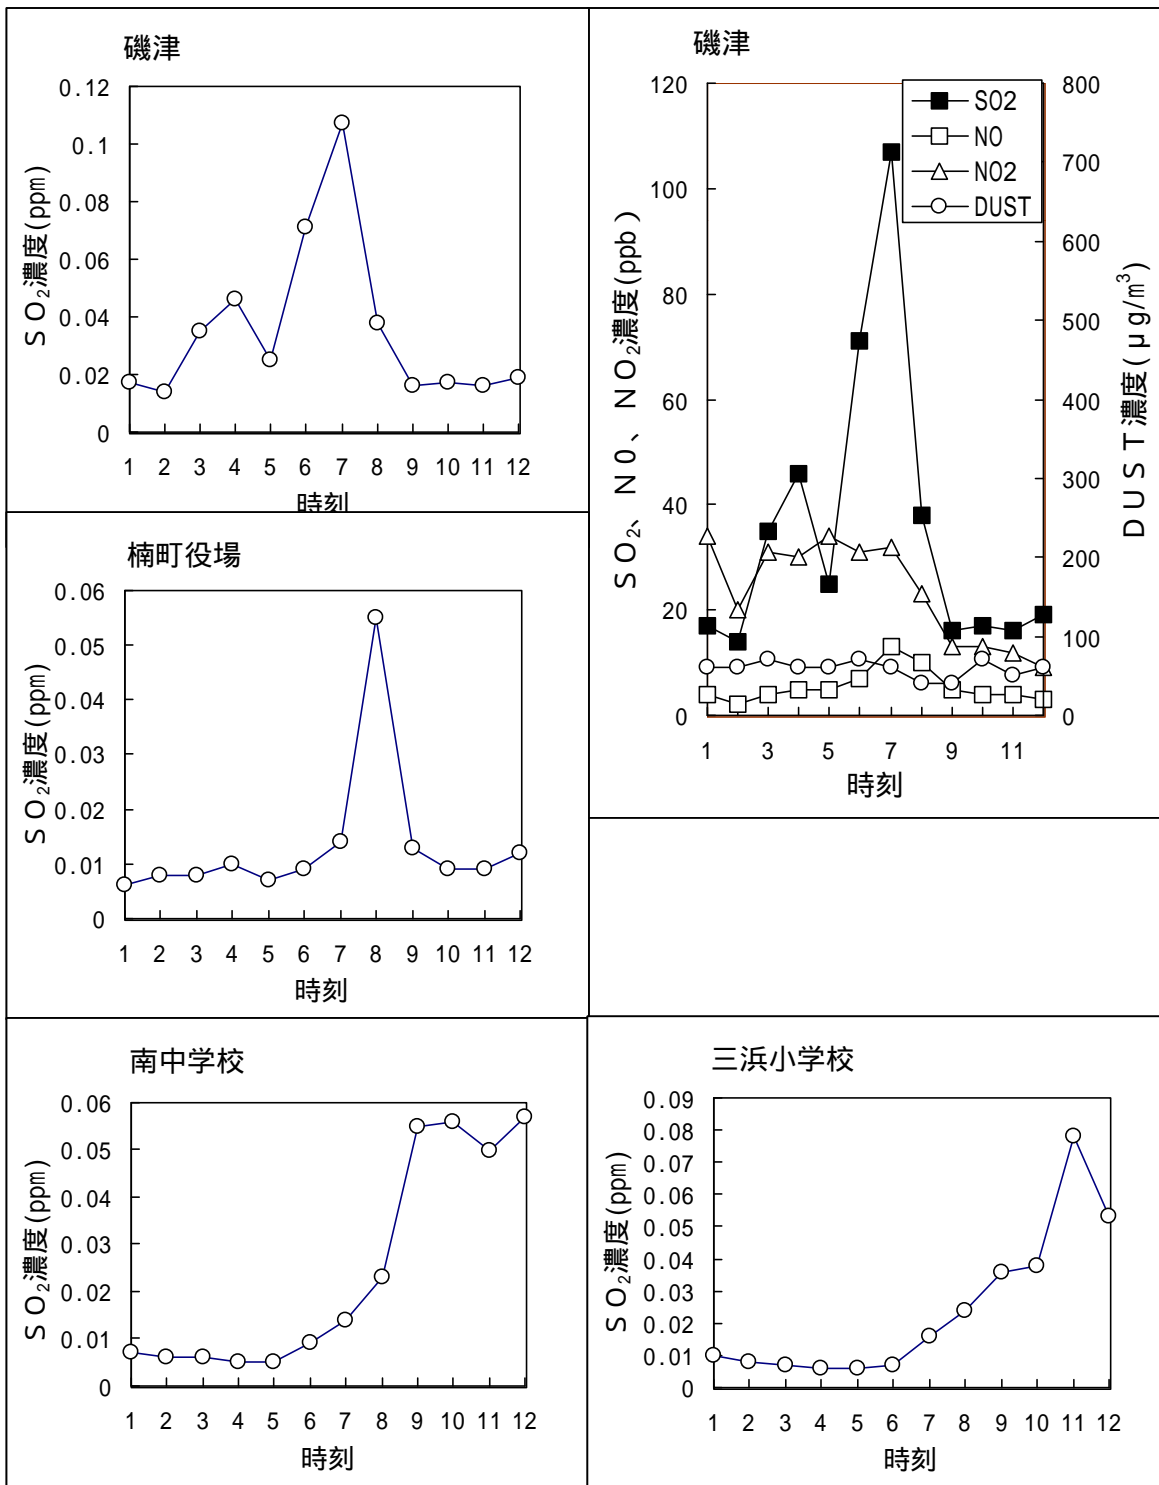 磯津
0.12
0.1
0.08
0.06
0.04
0.02
0
ＳＯ₂濃度(ppm)
1 2 3 4 5 6 7 8 9 10 11 12
時刻
磯津
120
100
80
60
40
20
0
ＳＯ₂、Ｎ0、ＮＯ₂濃度(ppb)
SO2
NO
NO2
DUST
800
700
600
500
400
300
200
100
0
ＤＵＳＴ濃度(μg/m³)
1 3 5 7 9 11
時刻
楠町役場
0.06
0.05
0.04
0.03
0.02
0.01
0
ＳＯ₂濃度(ppm)
1 2 3 4 5 6 7 8 9 10 11 12
時刻
南中学校
0.06
0.05
0.04
0.03
0.02
0.01
0
ＳＯ₂濃度(ppm)
1 2 3 4 5 6 7 8 9 10 11 12
時刻
三浜小学校
0.09
0.08
0.07
0.06
0.05
0.04
0.03
0.02
0.01
0
ＳＯ₂濃度(ppm)
1 2 3 4 5 6 7 8 9 10 11 12
時刻